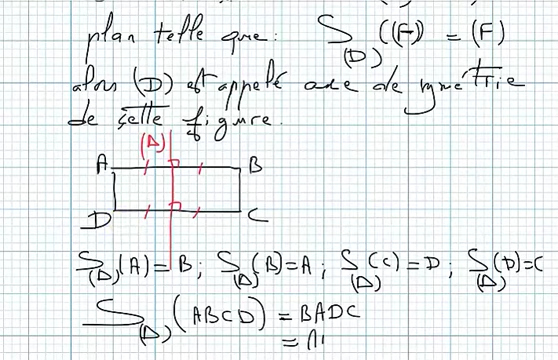 plan telle que: S(D)((F)) = (F)
alors (D) est appelé axe de symétrie
de cette figure.
(Δ)
A B
D C
S(Δ)(A) = B ; S(Δ)(B) = A ; S(Δ)(C) = D ; S(Δ)(D) = C
S(Δ)(ABCD) = BADC
=